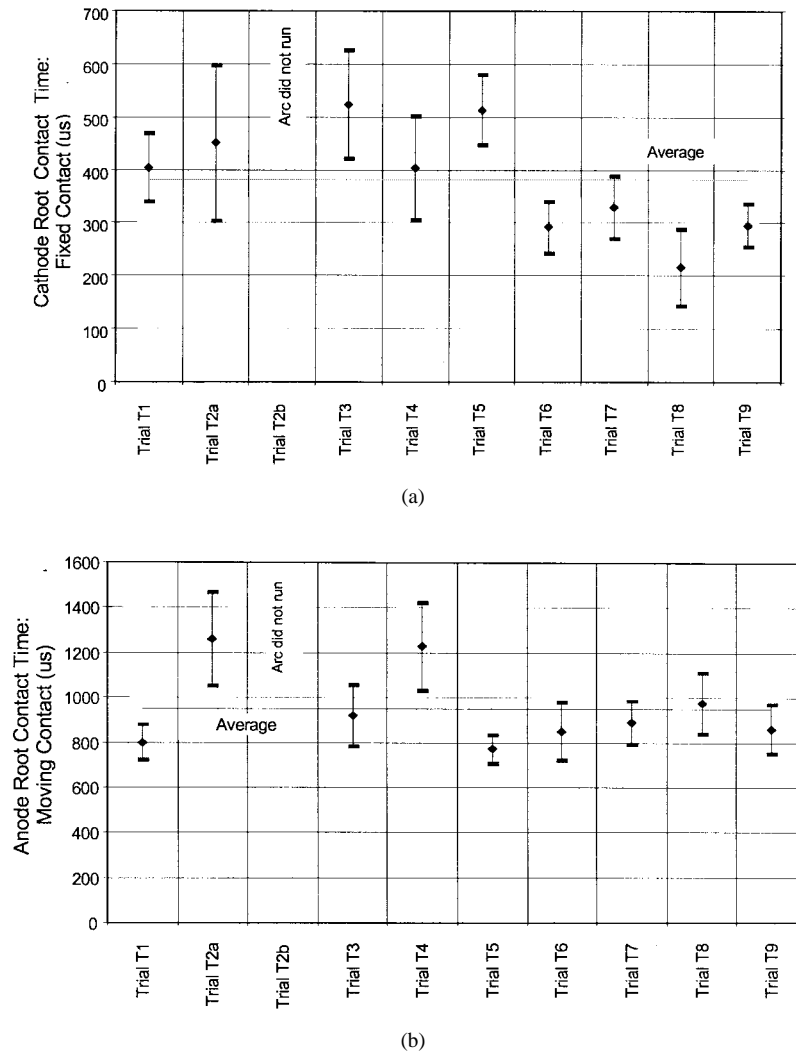 Cathode Root Contact Time:
Fixed Contact (us)
700
600
500
400
300
200
100
0
Arc did not run
Average
Trial T1
Trial T2a
Trial T2b
Trial T3
Trial T4
Trial T5
Trial T6
Trial T7
Trial T8
Trial T9
(a)
Anode Root Contact Time:
Moving Contact (us)
1600
1400
1200
1000
800
600
400
200
0
Arc did not run
Average
Trial T1
Trial T2a
Trial T2b
Trial T3
Trial T4
Trial T5
Trial T6
Trial T7
Trial T8
Trial T9
(b)